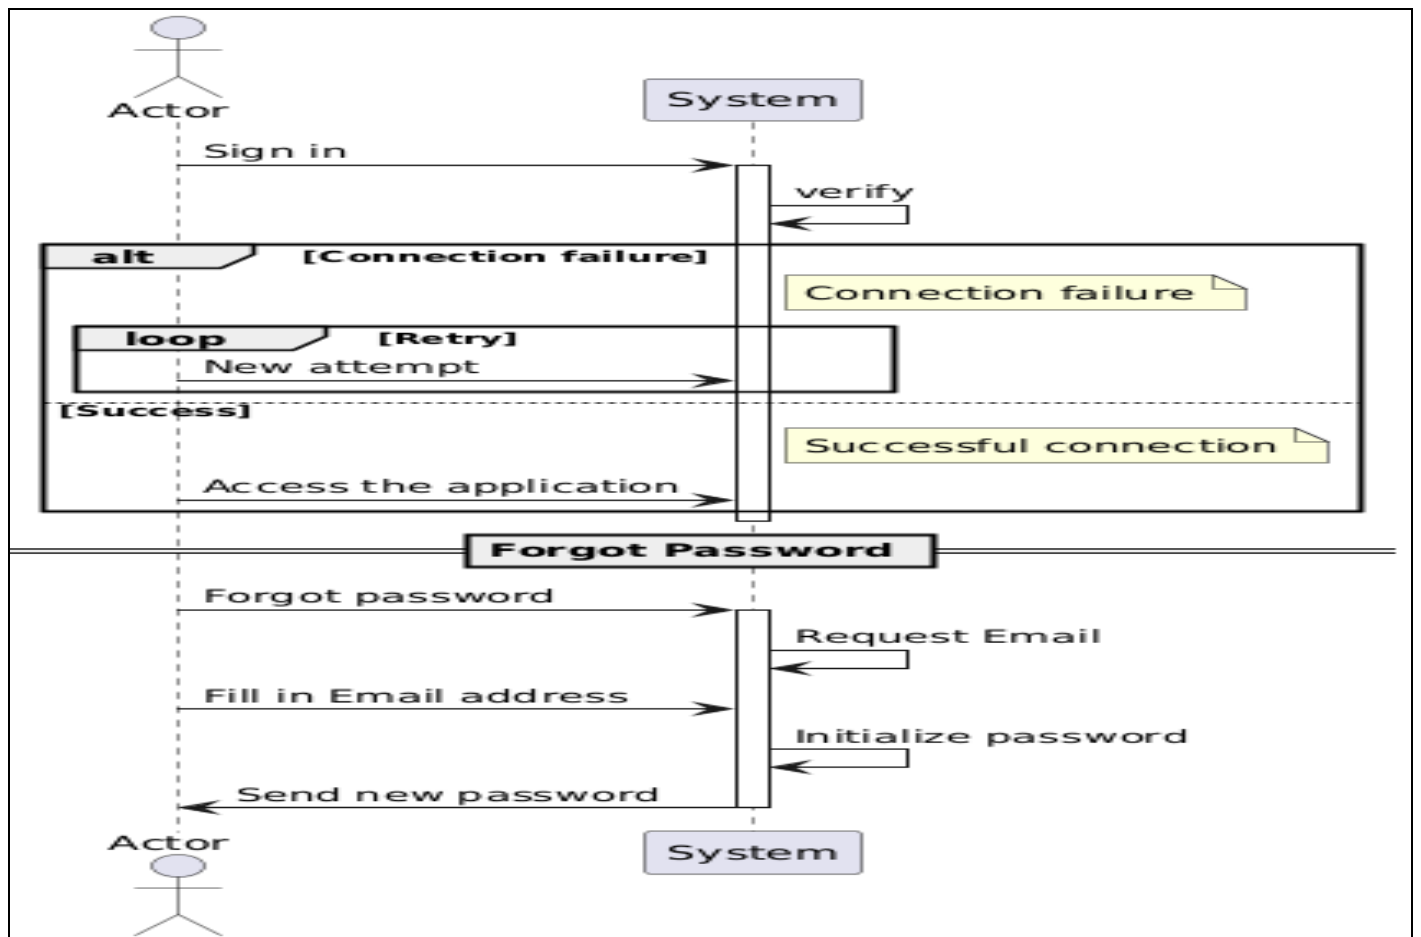 Actor
System
Sign in
verify
alt [Connection failure]
Connection failure
loop [Retry]
New attempt
[Success]
Successful connection
Access the application
Forgot Password
Forgot password
Request Email
Fill in Email address
Initialize password
Send new password
Actor
System